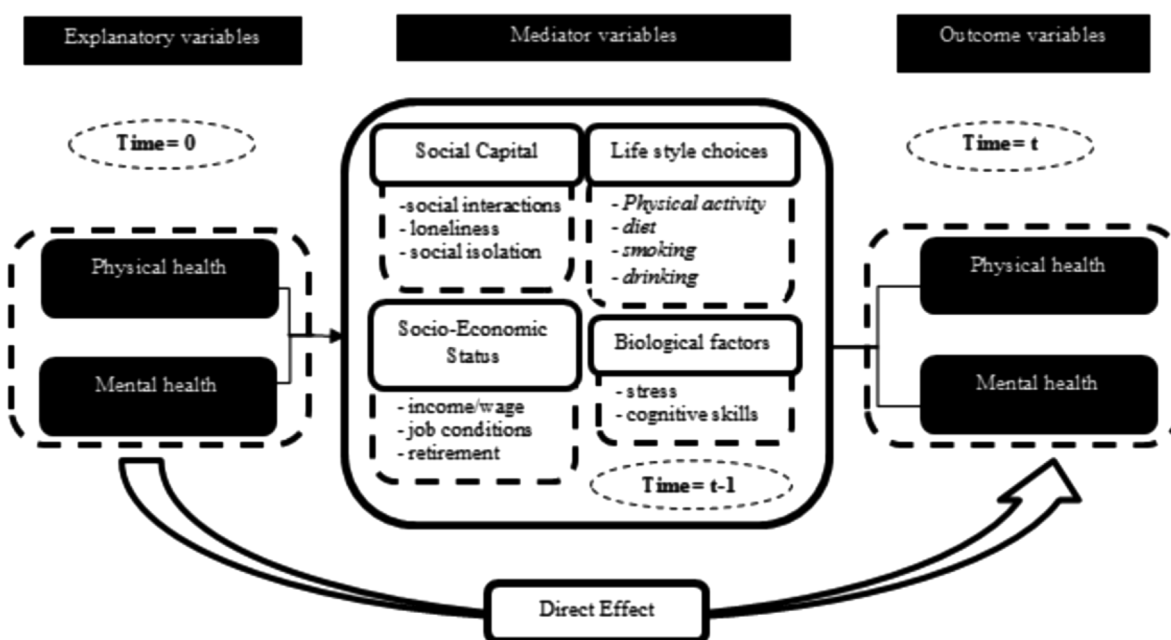 Explanatory variables
Mediator variables
Outcome variables
Time= 0
Time= t
Social Capital
-social interactions
- loneliness
- social isolation
Life style choices
- Physical activity
- diet
- smoking
- drinking
Physical health
Mental health
Socio-Economic
Status
- income/wage
- job conditions
- retirement
Biological factors
- stress
- cognitive skills
Time= t-1
Physical health
Mental health
Direct Effect